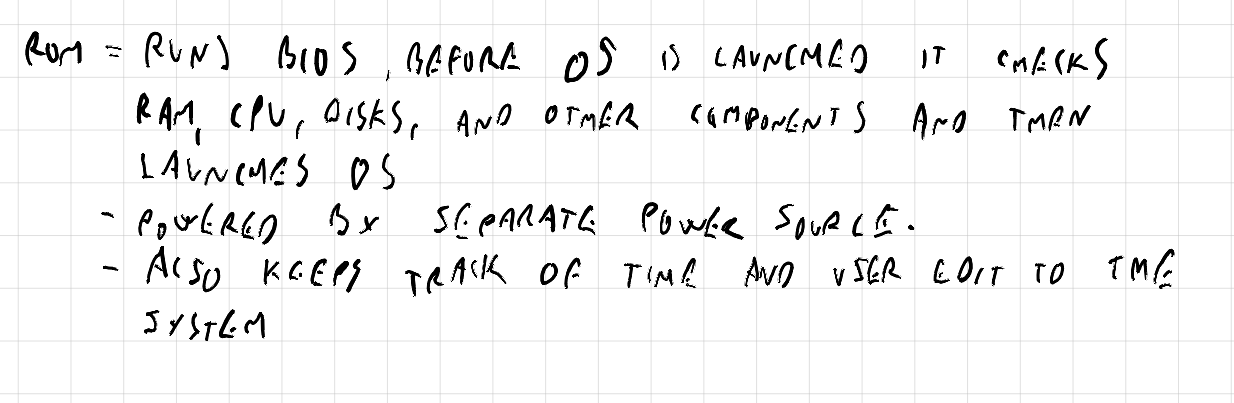 ROM = RUNS BIOS, BEFORE OS IS LAUNCHED IT CHECKS
RAM, CPU, DISKS, AND OTHER COMPONENTS AND THAN
LAUNCHES OS
- POWERED BY SEPARATE POWER SOURCE.
- ALSO KEEPS TRACK OF TIME AND USER EDIT TO THE
SYSTEM